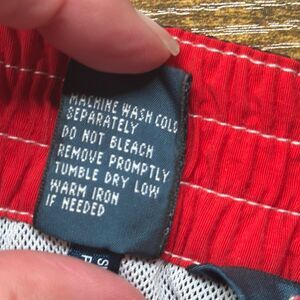 MACHINE WASH COLD
SEPARATELY
DO NOT BLEACH
REMOVE PROMPTLY
TUMBLE DRY LOW
WARM IRON
IF NEEDED